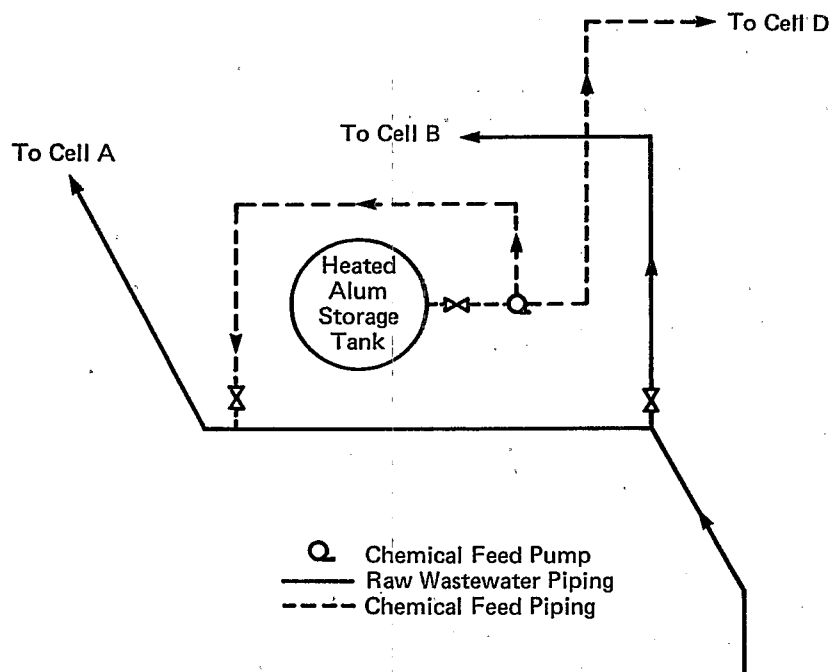 To Cell D
To Cell B
To Cell A
Heated
Alum
Storage
Tank
Chemical Feed Pump
Raw Wastewater Piping
Chemical Feed Piping